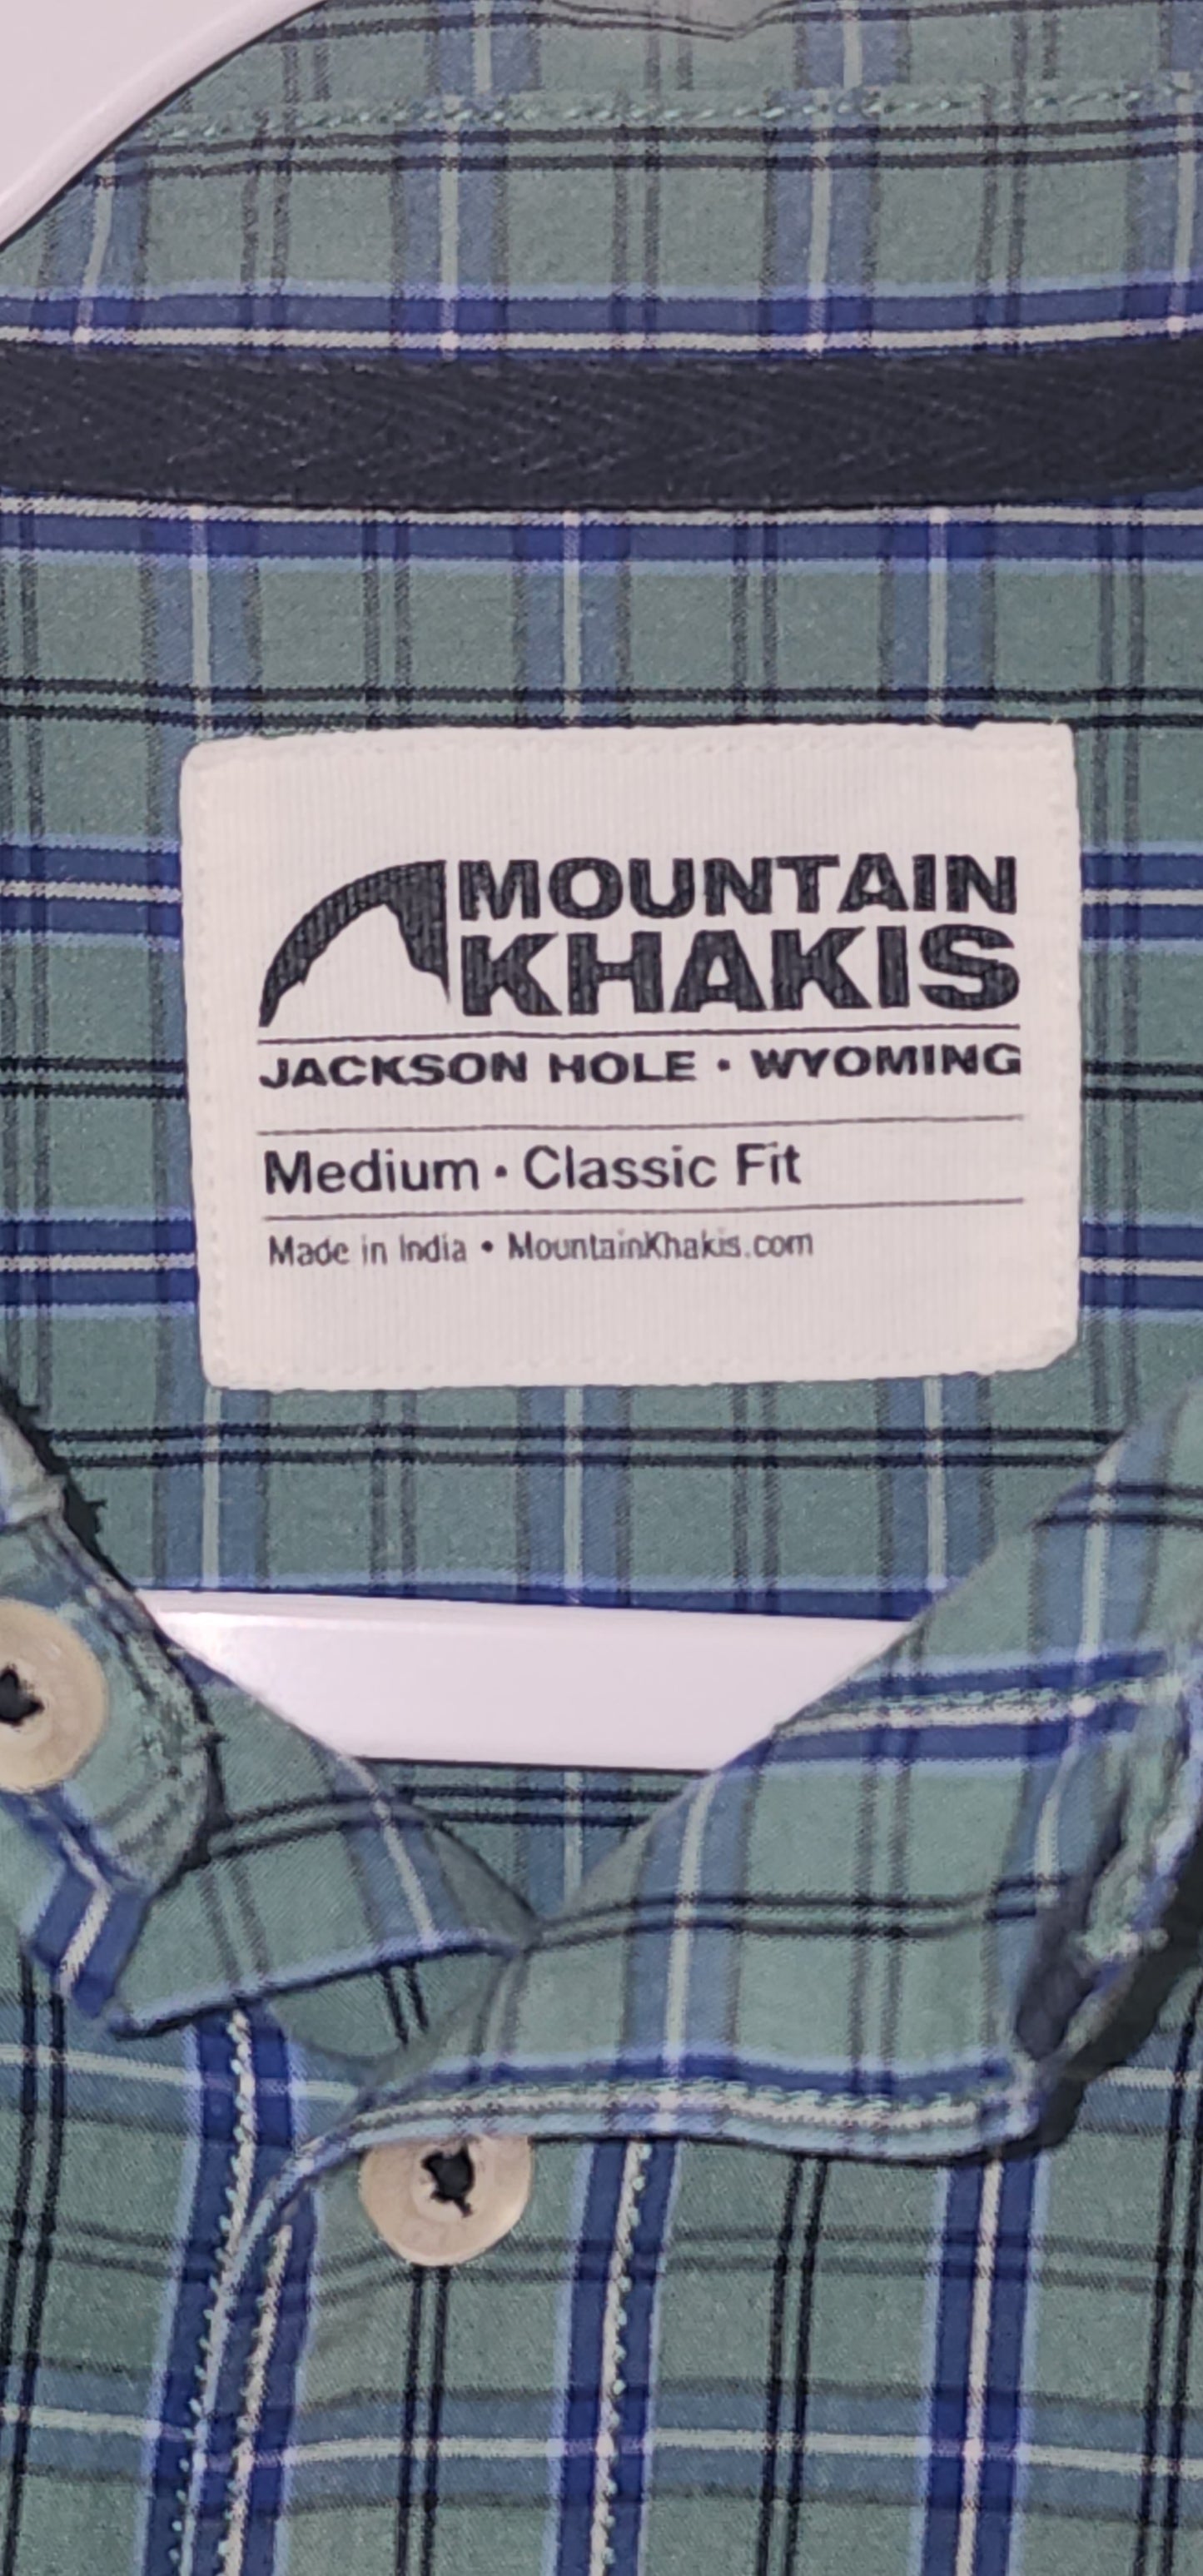 MOUNTAIN
KHAKIS
JACKSON HOLE • WYOMING
Medium • Classic Fit
Made in India • MountainKhakis.com